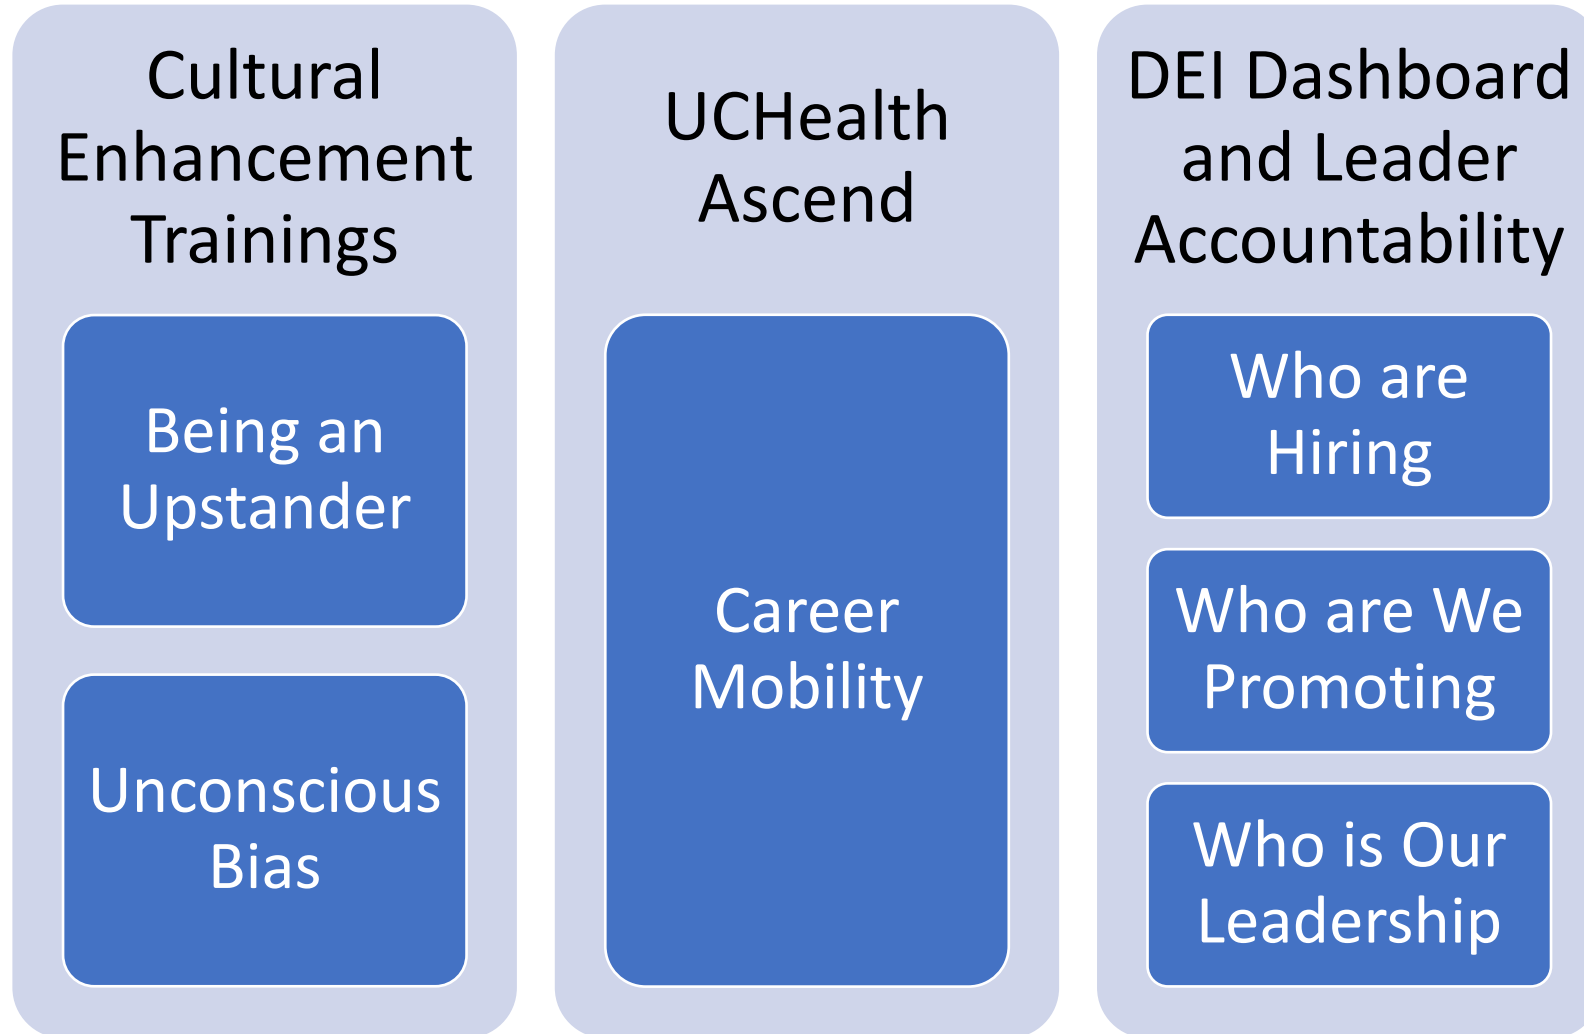 Cultural
Enhancement
Trainings
Being an
Upstander
Unconscious
Bias
UCHealth
Ascend
Career
Mobility
DEI Dashboard
and Leader
Accountability
Who are
Hiring
Who are We
Promoting
Who is Our
Leadership